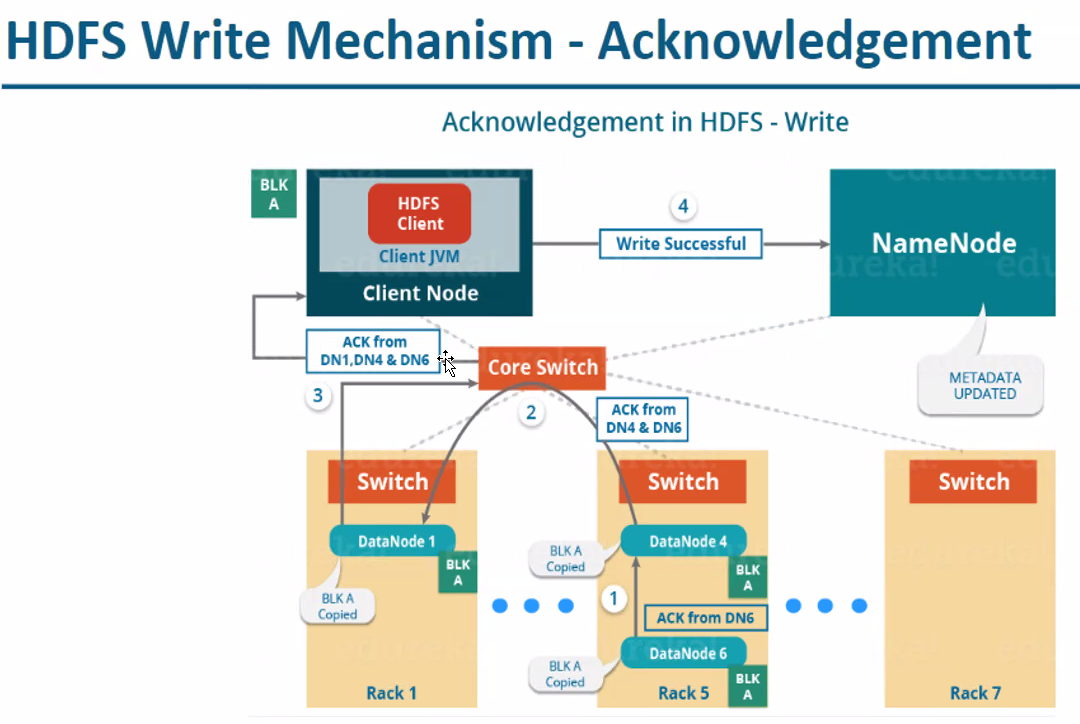 HDFS Write Mechanism - Acknowledgement
Acknowledgement in HDFS - Write
BLK
A
HDFS
Client
Client JVM
Client Node
4
Write Successful
NameNode
METADATA
UPDATED
ACK from
DN1,DN4 & DN6
3
Core Switch
2
ACK from
DN4 & DN6
Switch
DataNode 1
BLK
A
BLK A
Copied
Rack 1
Switch
DataNode 4
BLK A
Copied
BLK
A
1
ACK from DN6
DataNode 6
BLK A
Copied
BLK
A
Rack 5
Switch
Rack 7
edureka!